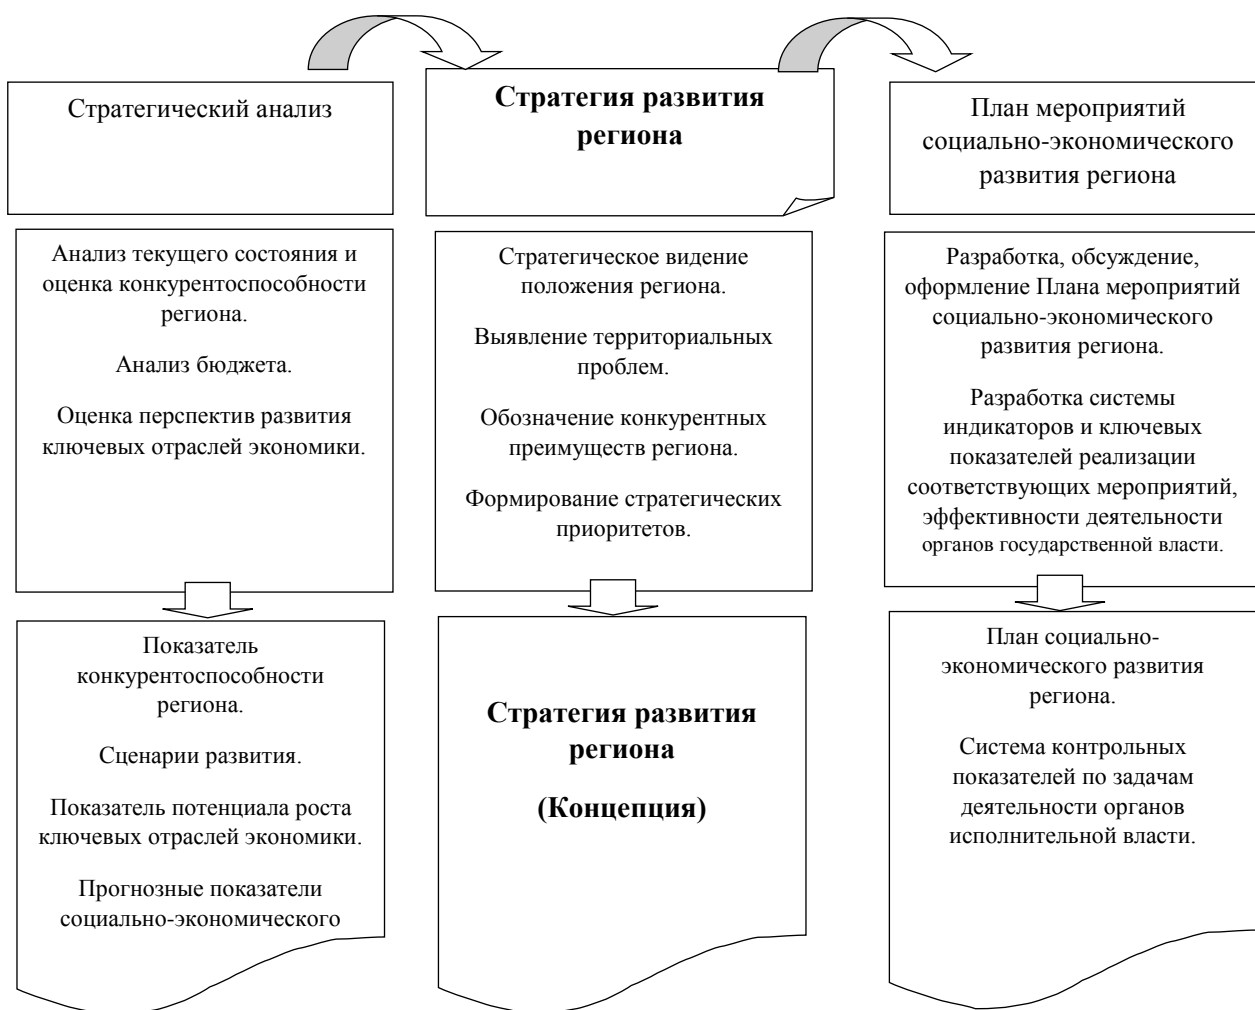 Стратегический анализ
Стратегия развития
региона
План мероприятий
социально-экономического
развития региона
Анализ текущего состояния и
оценка конкурентоспособности
региона.
Анализ бюджета.
Оценка перспектив развития
ключевых отраслей экономики.
Стратегическое видение
положения региона.
Выявление территориальных
проблем.
Обозначение конкурентных
преимуществ региона.
Формирование стратегических
приоритетов.
Разработка, обсуждение,
оформление Плана мероприятий
социально-экономического
развития региона.
Разработка системы
индикаторов и ключевых
показателей реализации
соответствующих мероприятий,
эффективности деятельности
органов государственной власти.
Показатель
конкурентоспособности
региона.
Сценарии развития.
Показатель потенциала роста
ключевых отраслей экономики.
Прогнозные показатели
социально-экономического
Стратегия развития
региона
(Концепция)
План социально-
экономического развития
региона.
Система контрольных
показателей по задачам
деятельности органов
исполнительной власти.